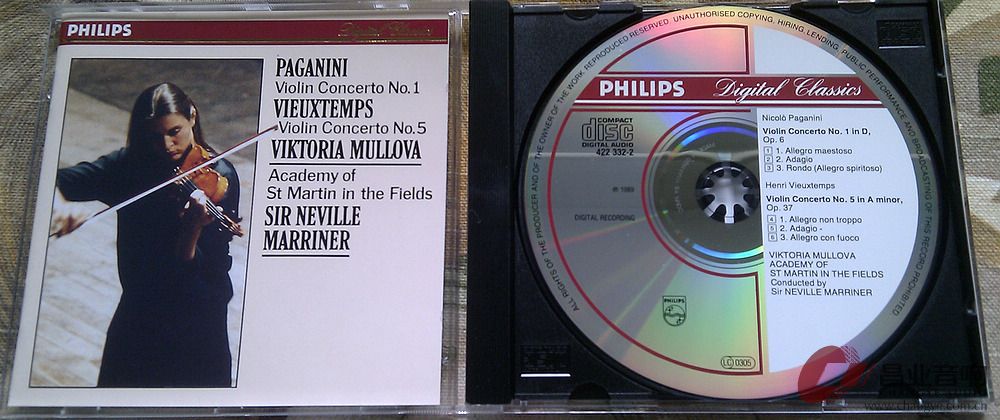 PHILIPS
Digital Classics
PAGANINI
Violin Concerto No. 1
VIEUXTEMPS
Violin Concerto No. 5
VIKTORIA MULLOVA
Academy of
St Martin in the Fields
SIR NEVILLE
MARRINER
ALL RIGHTS OF THE PRODUCER AND OF THE OWNER OF THE WORK REPRODUCED RESERVED. UNAUTHORISED COPYING, HIRING, LENDING, PUBLIC PERFORMANCE AND BROADCASTING OF THIS RECORD PROHIBITED
PHILIPS
Digital Classics
COMPACT
disc
DIGITAL AUDIO
422 332-2
℗ 1989
DIGITAL RECORDING
Nicolò Paganini
Violin Concerto No. 1 in D,
Op. 6
1 1. Allegro maestoso
2 2. Adagio
3 3. Rondo (Allegro spiritoso)
Henri Vieuxtemps
Violin Concerto No. 5 in A minor,
Op. 37
4 1. Allegro non troppo
5 2. Adagio -
6 3. Allegro con fuoco
VIKTORIA MULLOVA
ACADEMY OF
ST MARTIN IN THE FIELDS
Conducted by
Sir NEVILLE MARRINER
PHILIPS
LC 0305